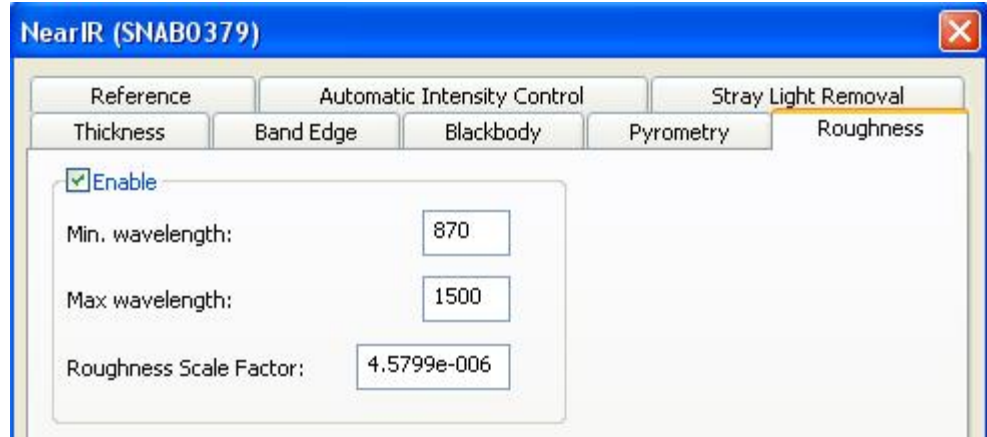 NearIR (SNAB0379)
Reference Automatic Intensity Control Stray Light Removal
Thickness Band Edge Blackbody Pyrometry Roughness
Enable
Min. wavelength: 870
Max wavelength: 1500
Roughness Scale Factor: 4.5799e-006